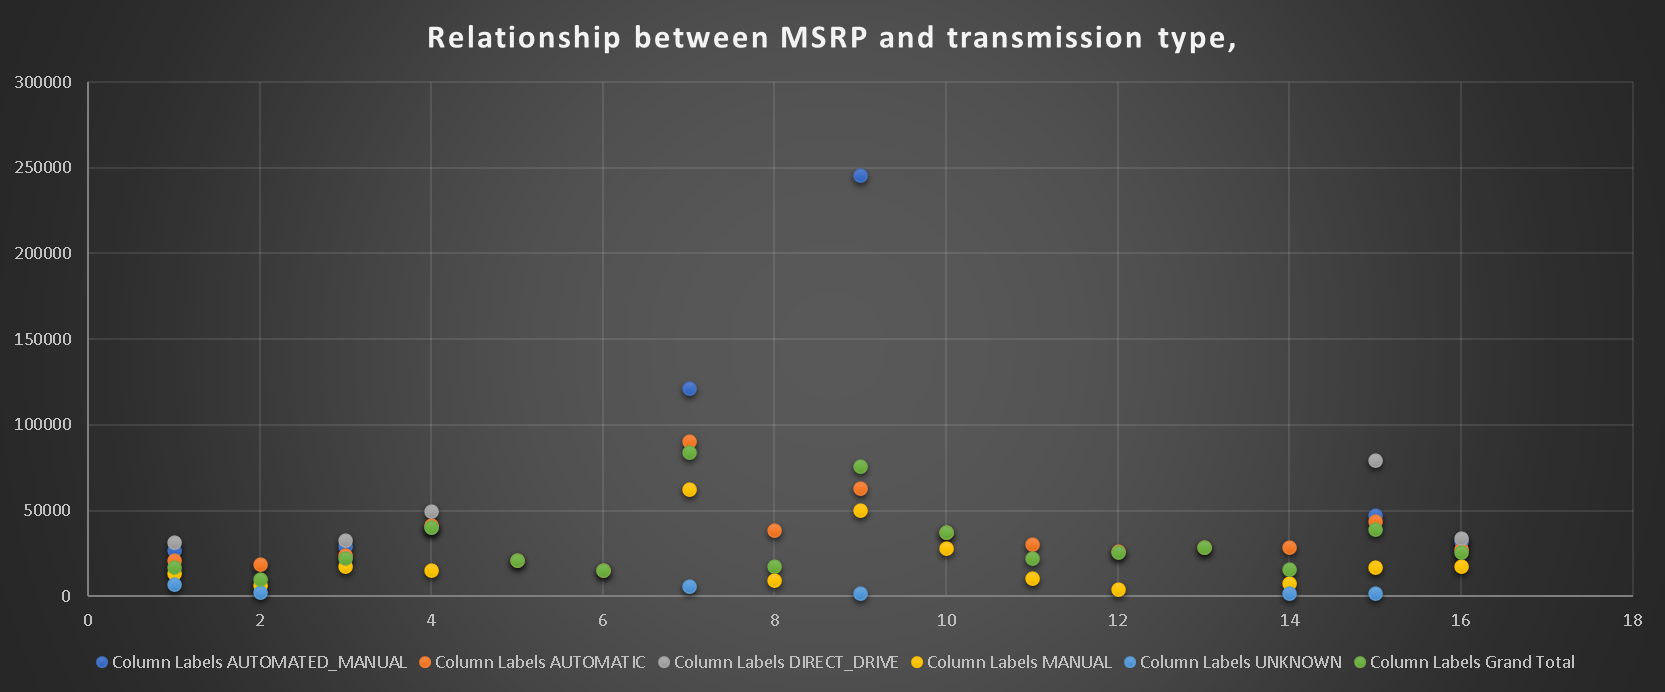 Relationship between MSRP and transmission type,
300000
250000
200000
150000
100000
50000
0
0 2 4 6 8 10 12 14 16 18
Column Labels AUTOMATED_MANUAL Column Labels AUTOMATIC Column Labels DIRECT_DRIVE Column Labels MANUAL Column Labels UNKNOWN Column Labels Grand Total